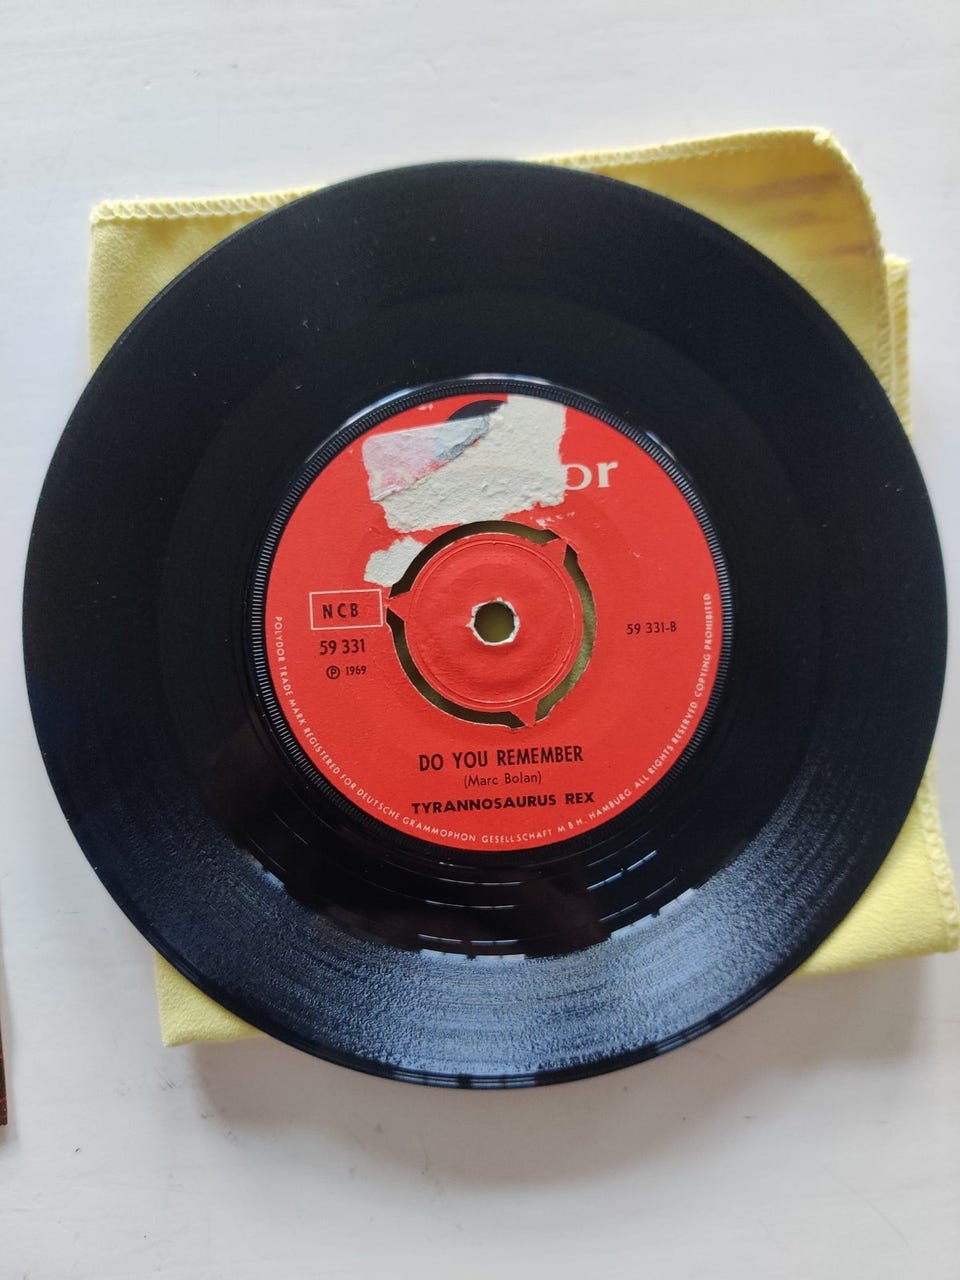 or
NCB
59 331
℗ 1969
59 331-B
DO YOU REMEMBER
(Marc Bolan)
TYRANNOSAURUS REX
POLYDOR TRADE MARK REGISTERED FOR DEUTSCHE GRAMMOPHON GESELLSCHAFT M B H. HAMBURG ALL RIGHTS RESERVED COPYING PROHIBITED